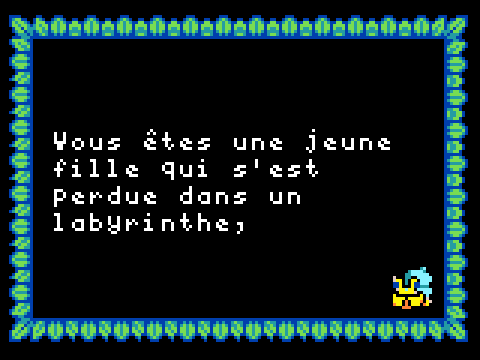 Vous êtes une jeune
fille qui s'est
perdue dans un
labyrinthe,